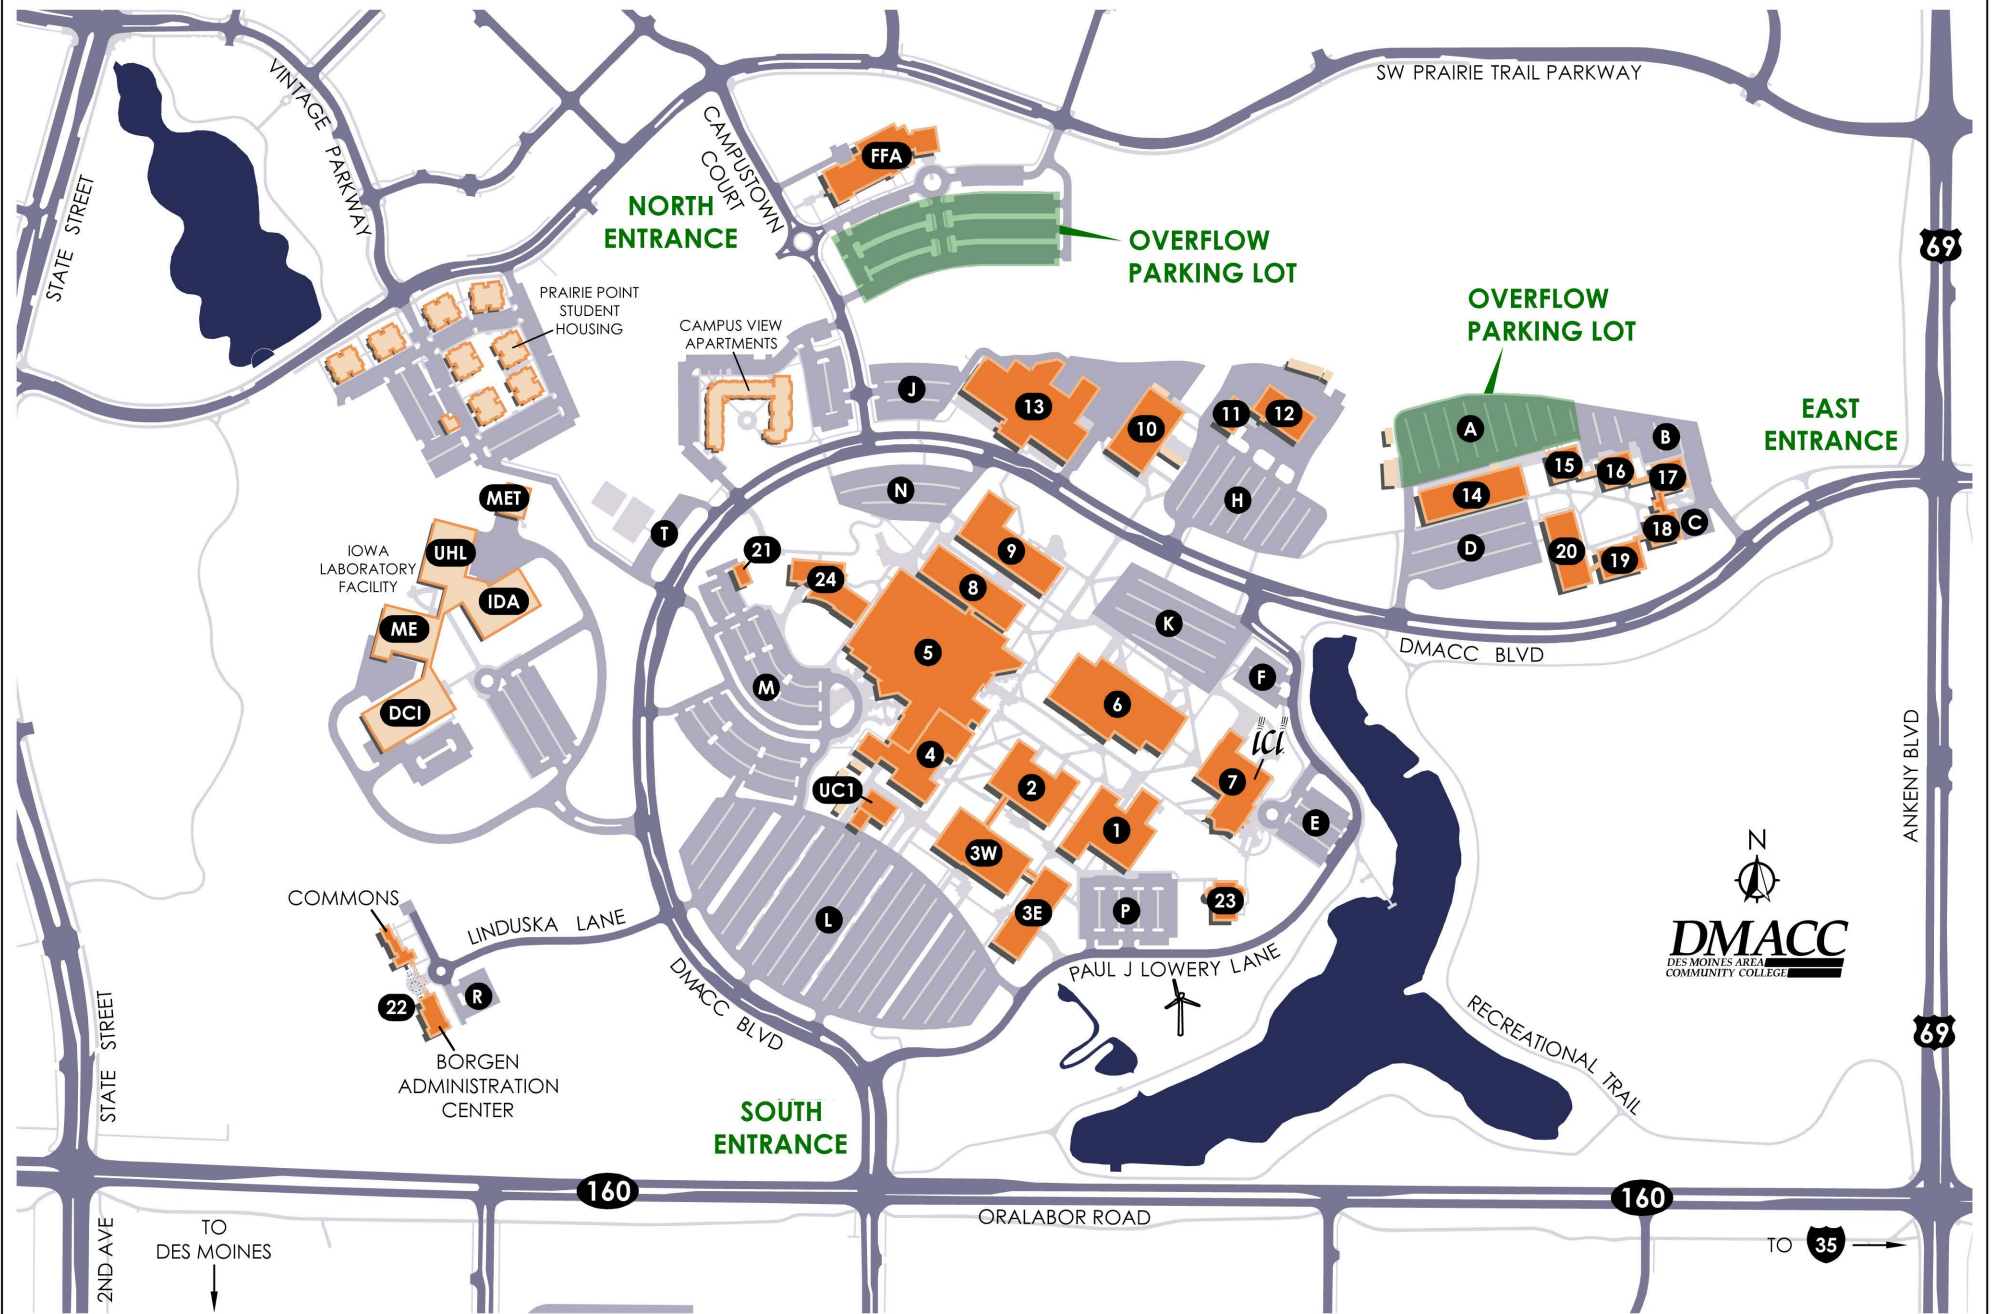 SW PRAIRIE TRAIL PARKWAY
VINTAGE PARKWAY
CAMPUSTOWN
COURT
FFA
STATE STREET
NORTH
ENTRANCE
OVERFLOW
PARKING LOT
69
PRAIRIE POINT
STUDENT
HOUSING
CAMPUS VIEW
APARTMENTS
OVERFLOW
PARKING LOT
EAST
ENTRANCE
J
13
10
11
12
A
B
15
16
17
14
18
C
D
20
19
H
N
MET
T
UHL
IOWA
LABORATORY
FACILITY
IDA
ME
DCI
21
24
9
8
5
K
M
F
6
DMACC BLVD
ici
4
7
UC1
2
1
E
3W
3E
P
23
L
ANKENY BLVD
N
DMACC
DES MOINES AREA
COMMUNITY COLLEGE
COMMONS
LINDUSKA LANE
R
22
BORGEN
ADMINISTRATION
CENTER
DMACC BLVD
PAUL J LOWERY LANE
RECREATIONAL TRAIL
69
STATE STREET
SOUTH
ENTRANCE
160
160
ORALABOR ROAD
2ND AVE
TO
DES MOINES
TO 35